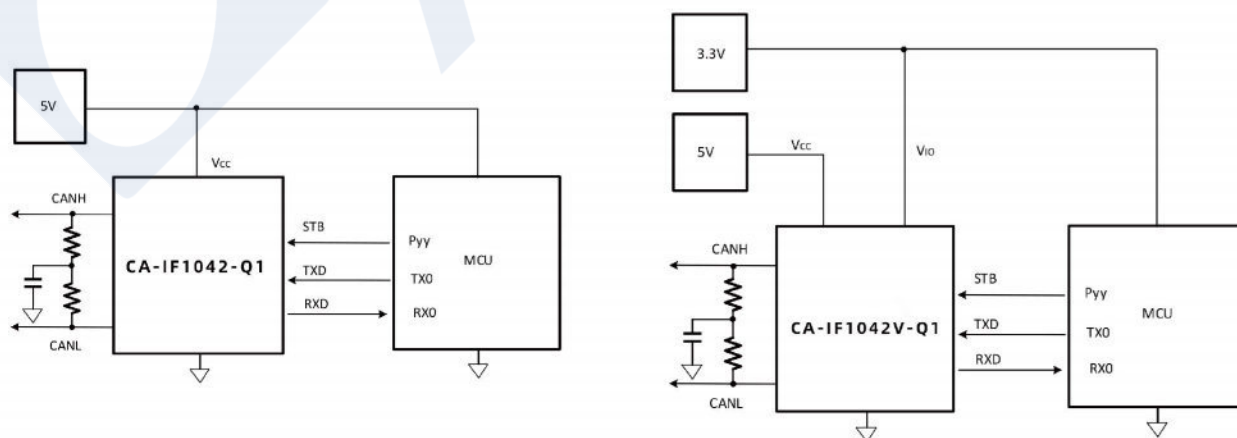 5V
Vcc
CANH
CANL
CA-IF1042-Q1
STB
TXD
RXD
Pyy
TX0
RX0
MCU
3.3V
5V
Vcc
VIO
CANH
CANL
CA-IF1042V-Q1
STB
TXD
RXD
Pyy
TX0
RX0
MCU